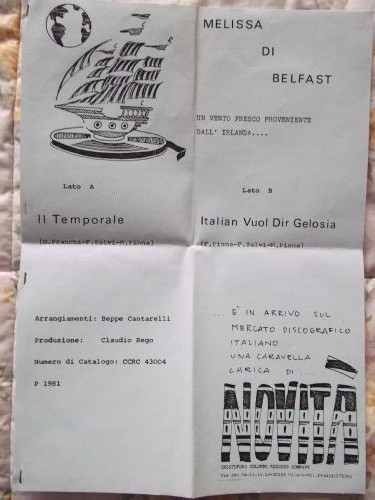 MELISSA
DI
BELFAST
UN VENTO FRESCO PROVENIENTE
DALL' IRLANDA....
Lato A
Il Temporale
(D.Franchi-F.Salvi-M.Pinna)
Lato B
Italian Vuol Dir Gelosia
(F.Pinna-F.Salvi-M.Pinna)
Arrangiamenti: Beppe Cantarelli
Produzione: Claudio Rego
Numero di Catalogo: CCRC 43004
P 1981
... E' IN ARRIVO SUL
MERCATO DISCOGRAFICO
ITALIANO
UNA CARAVELLA
CARICA DI ...
NOVITA
CRISTOFORO COLOMBO RECORDS COMPANY